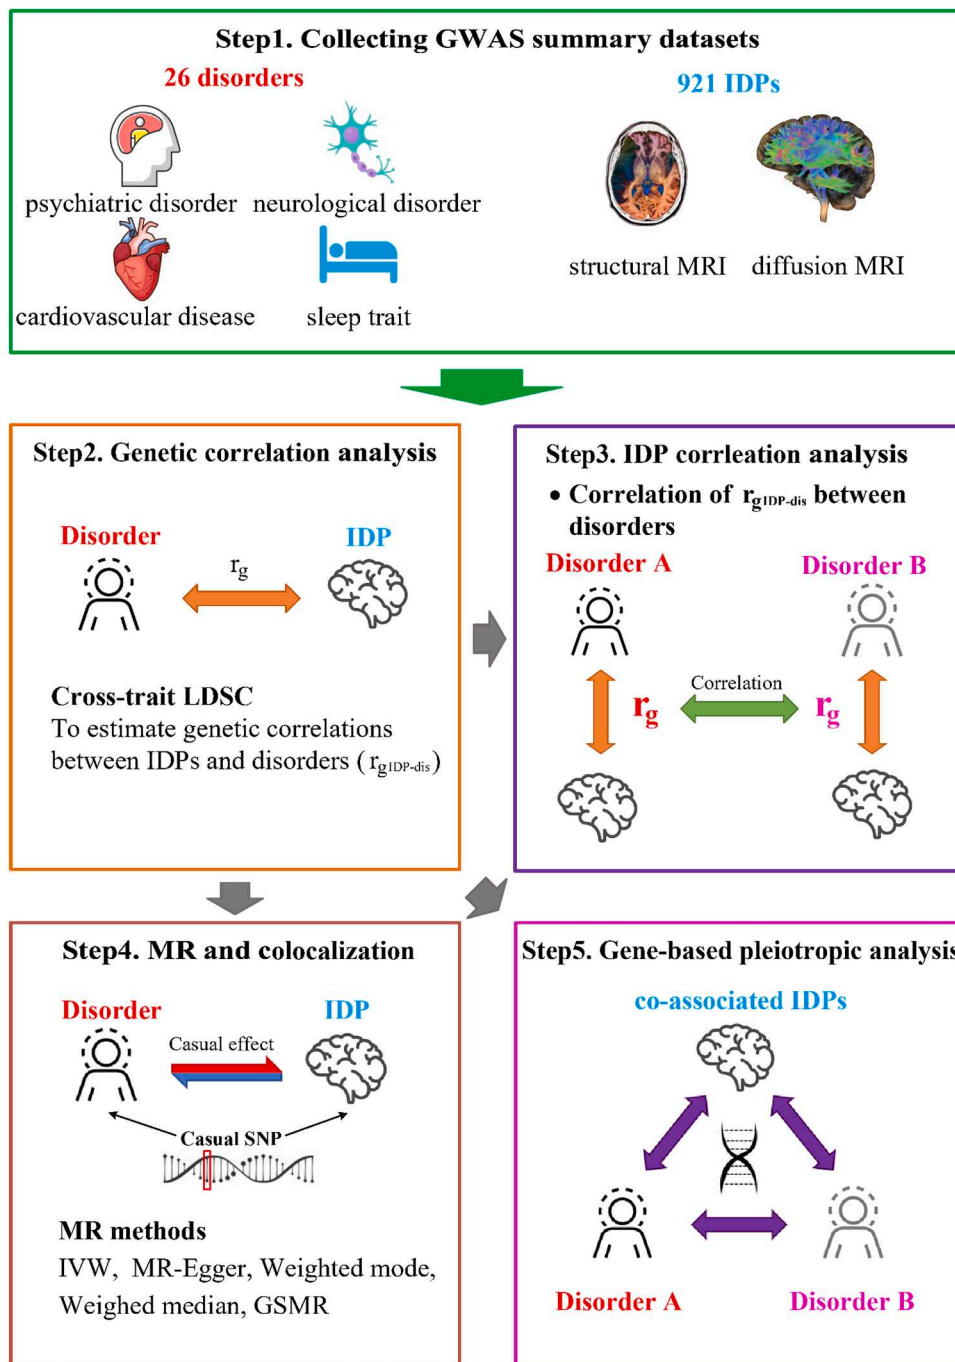 Step1. Collecting GWAS summary datasets
26 disorders
921 IDPs
psychiatric disorder
neurological disorder
cardiovascular disease
sleep trait
structural MRI
diffusion MRI
Step2. Genetic correlation analysis
Disorder
IDP
rg
Cross-trait LDSC
To estimate genetic correlations
between IDPs and disorders (rgIDP-dis)
Step3. IDP corrleation analysis
• Correlation of rgIDP-dis between
disorders
Disorder A
Disorder B
rg
Correlation
rg
Step4. MR and colocalization
Disorder
IDP
Casual effect
Casual SNP
MR methods
IVW, MR-Egger, Weighted mode,
Weighed median, GSMR
Step5. Gene-based pleiotropic analysis
co-associated IDPs
Disorder A
Disorder B